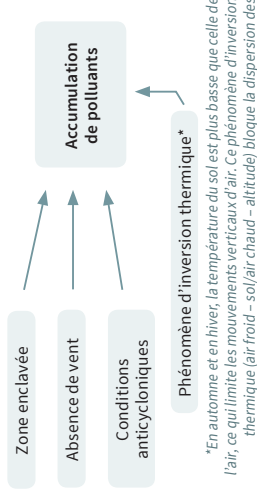 Zone enclavée
Absence de vent
Conditions
anticycloniques
Accumulation
de polluants
Phénomène d'inversion thermique*
*En automne et en hiver, la température du sol est plus basse que celle de
l'air, ce qui limite les mouvements verticaux d'air. Ce phénomène d'inversion
thermique (air froid – sol/air chaud – altitude) bloque la dispersion des